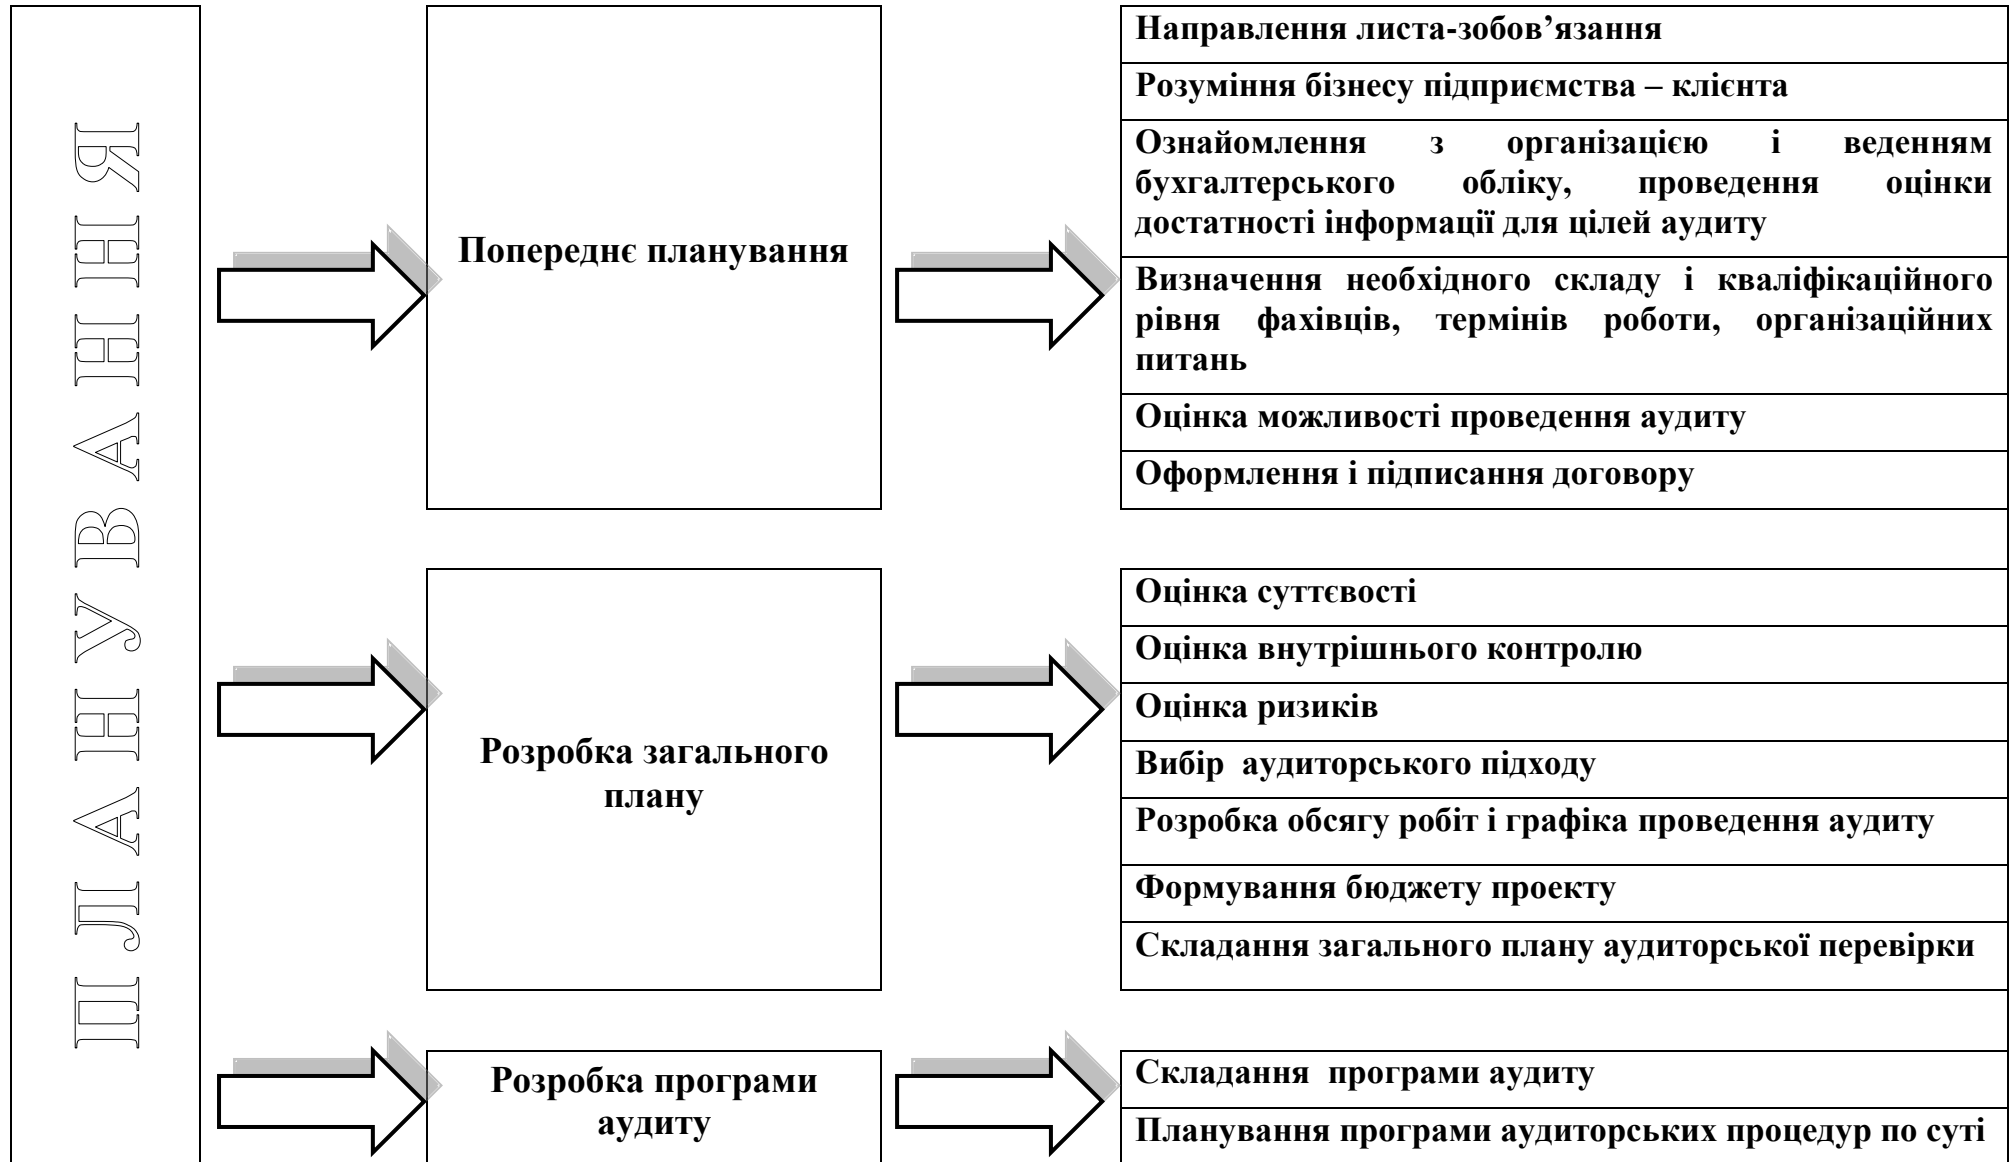 П Л А Н У В А Н Н Я
Попереднє планування
Направлення листа-зобов’язання
Розуміння бізнесу підприємства – клієнта
Ознайомлення з організацією і веденням
бухгалтерського обліку, проведення оцінки
достатності інформації для цілей аудиту
Визначення необхідного складу і кваліфікаційного
рівня фахівців, термінів роботи, організаційних
питань
Оцінка можливості проведення аудиту
Оформлення і підписання договору
Розробка загального
плану
Оцінка суттєвості
Оцінка внутрішнього контролю
Оцінка ризиків
Вибір  аудиторського підходу
Розробка обсягу робіт і графіка проведення аудиту
Формування бюджету проекту
Складання загального плану аудиторської перевірки
Розробка програми
аудиту
Складання  програми аудиту
Планування програми аудиторських процедур по суті